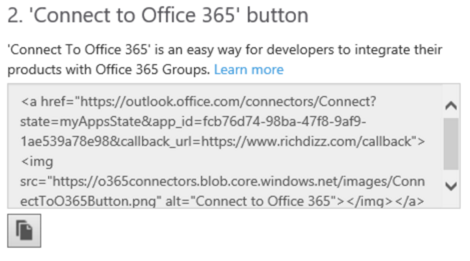 2. 'Connect to Office 365' button
'Connect To Office 365' is an easy way for developers to integrate their
products with Office 365 Groups. Learn more
<a href="https://outlook.office.com/connectors/Connect?
state=myAppsState&app_id=fcb76d74-98ba-47f8-9af9-
1ae539a78e98&callback_url=https://www.richdizz.com/callback">
<img
src="https://o365connectors.blob.core.windows.net/images/Conn
ectToO365Button.png" alt="Connect to Office 365"></img></a>